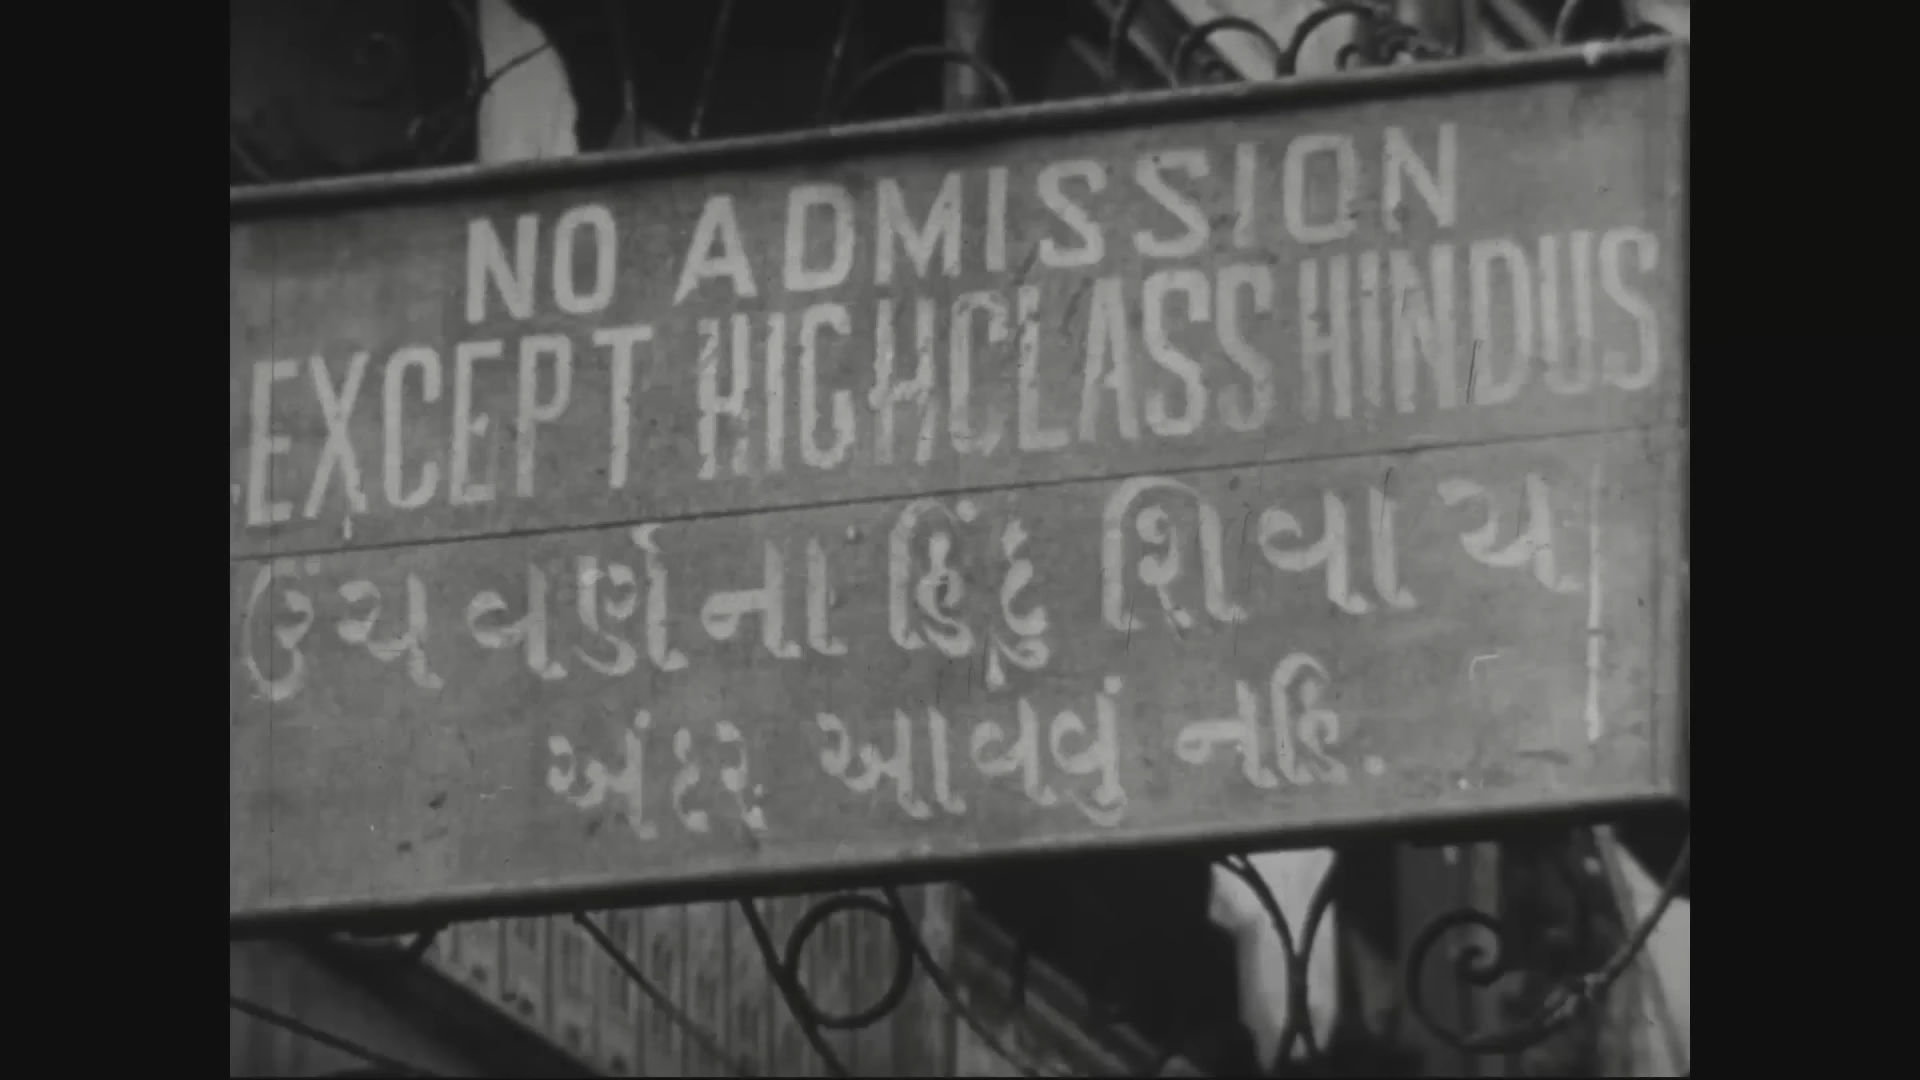 NO ADMISSION
EXCEPT HIGHCLASS HINDUS
ઉંચ વર્ણના હિંદુ શિવાય
અંદર આવવું નહિ.